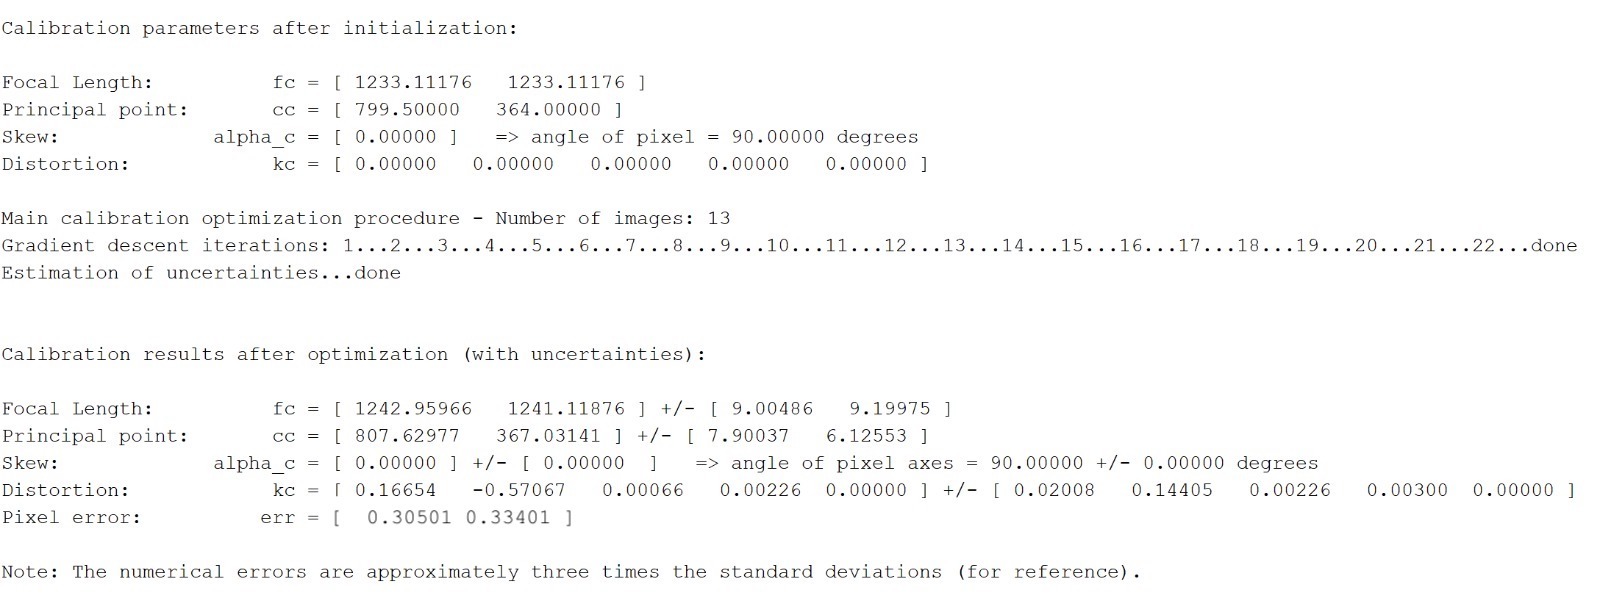 Calibration parameters after initialization:
Focal Length: fc = [ 1233.11176 1233.11176 ]
Principal point: cc = [ 799.50000 364.00000 ]
Skew: alpha_c = [ 0.00000 ] => angle of pixel = 90.00000 degrees
Distortion: kc = [ 0.00000 0.00000 0.00000 0.00000 0.00000 ]
Main calibration optimization procedure - Number of images: 13
Gradient descent iterations: 1...2...3...4...5...6...7...8...9...10...11...12...13...14...15...16...17...18...19...20...21...22...done
Estimation of uncertainties...done
Calibration results after optimization (with uncertainties):
Focal Length: fc = [ 1242.95966 1241.11876 ] +/- [ 9.00486 9.19975 ]
Principal point: cc = [ 807.62977 367.03141 ] +/- [ 7.90037 6.12553 ]
Skew: alpha_c = [ 0.00000 ] +/- [ 0.00000 ] => angle of pixel axes = 90.00000 +/- 0.00000 degrees
Distortion: kc = [ 0.16654 -0.57067 0.00066 0.00226 0.00000 ] +/- [ 0.02008 0.14405 0.00226 0.00300 0.00000 ]
Pixel error: err = [ 0.30501 0.33401 ]
Note: The numerical errors are approximately three times the standard deviations (for reference).